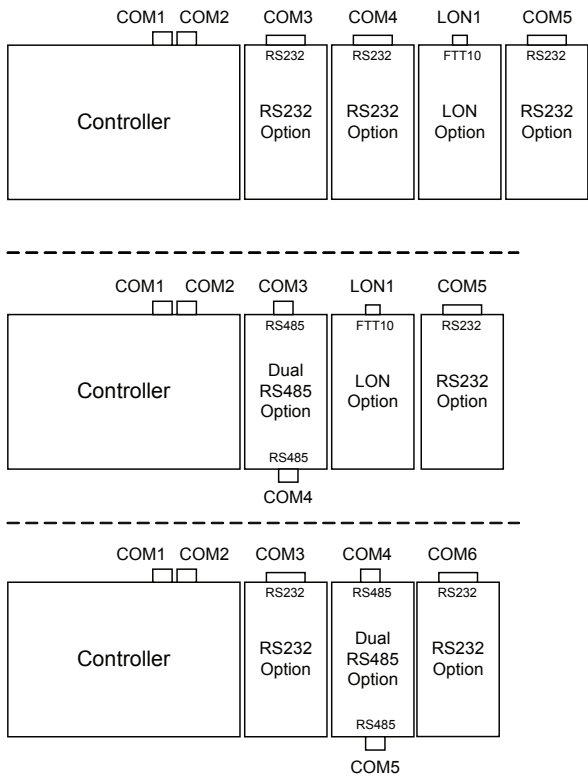 COM1 COM2 COM3 COM4 LON1 COM5
RS232 RS232 FTT10 RS232
Controller
RS232
Option
RS232
Option
LON
Option
RS232
Option
COM1 COM2 COM3 LON1 COM5
RS485 FTT10 RS232
Controller
Dual
RS485
Option
LON
Option
RS232
Option
RS485
COM4
COM1 COM2 COM3 COM4 COM6
RS232 RS485 RS232
Controller
RS232
Option
Dual
RS485
Option
RS232
Option
RS485
COM5